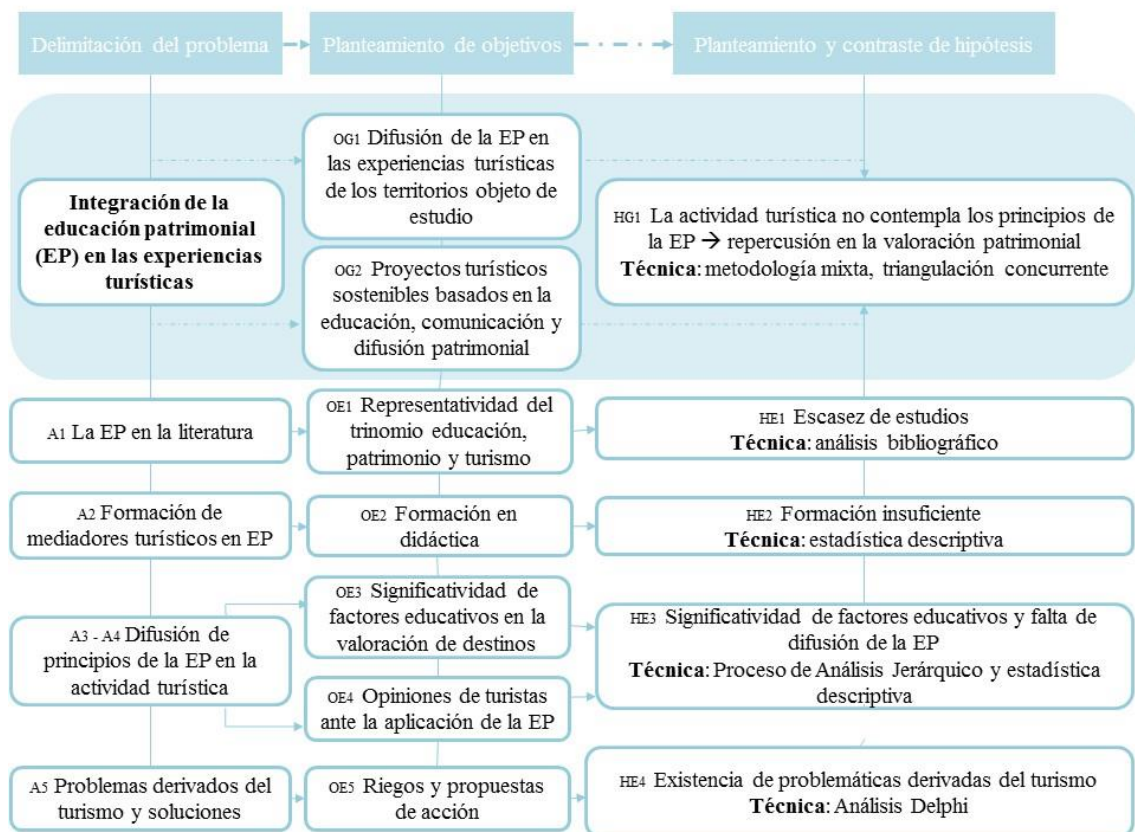 Delimitación del problema
Planteamiento de objetivos
Planteamiento y contraste de hipótesis
OG1 Difusión de la EP en
las experiencias turísticas
de los territorios objeto de
estudio
Integración de la
educación patrimonial
(EP) en las experiencias
turísticas
HG1 La actividad turística no contempla los principios de
la EP → repercusión en la valoración patrimonial
Técnica: metodología mixta, triangulación concurrente
OG2 Proyectos turísticos
sostenibles basados en la
educación, comunicación y
difusión patrimonial
A1 La EP en la literatura
OE1 Representatividad del
trinomio educación,
patrimonio y turismo
HE1 Escasez de estudios
Técnica: análisis bibliográfico
A2 Formación de
mediadores turísticos en EP
OE2 Formación en
didáctica
HE2 Formación insuficiente
Técnica: estadística descriptiva
A3 - A4 Difusión de
principios de la EP en la
actividad turística
OE3 Significatividad de
factores educativos en la
valoración de destinos
OE4 Opiniones de turistas
ante la aplicación de la EP
HE3 Significatividad de factores educativos y falta de
difusión de la EP
Técnica: Proceso de Análisis Jerárquico y estadística
descriptiva
A5 Problemas derivados del
turismo y soluciones
OE5 Riegos y propuestas
de acción
HE4 Existencia de problemáticas derivadas del turismo
Técnica: Análisis Delphi